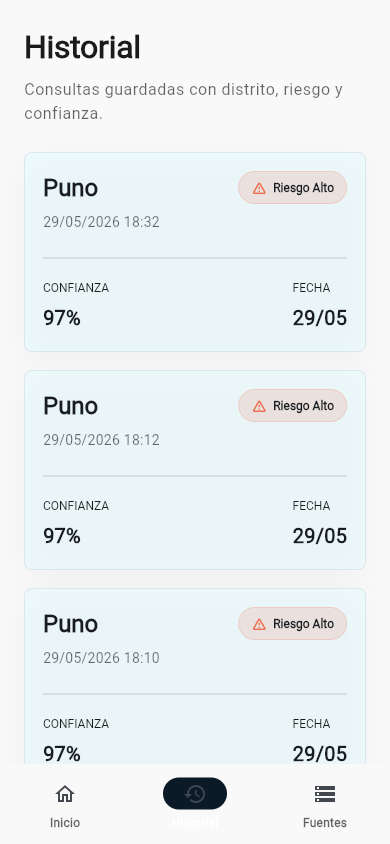 Historial
Consultas guardadas con distrito, riesgo y
confianza.
Puno
Riesgo Alto
29/05/2026 18:32
CONFIANZA
FECHA
97%
29/05
Puno
Riesgo Alto
29/05/2026 18:12
CONFIANZA
FECHA
97%
29/05
Puno
Riesgo Alto
29/05/2026 18:10
CONFIANZA
FECHA
97%
29/05
Inicio
Historial
Fuentes